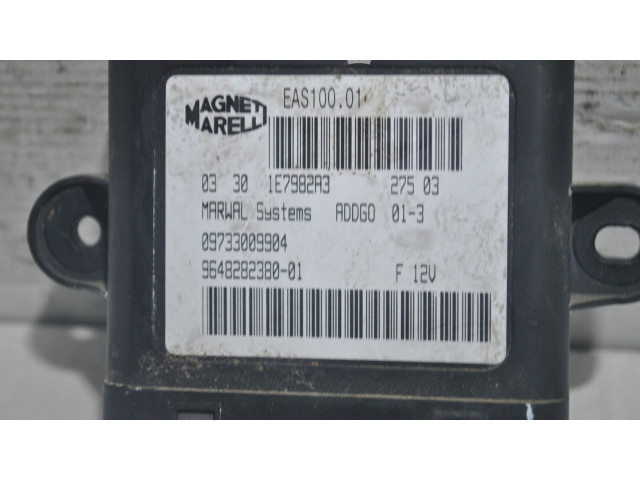 MAGNETI
MARELLI
EAS100.01
03 30 1E7982A3 275 03
MARWAL Systems ADDGO 01-3
09733009904
9648282380-01 F 12V